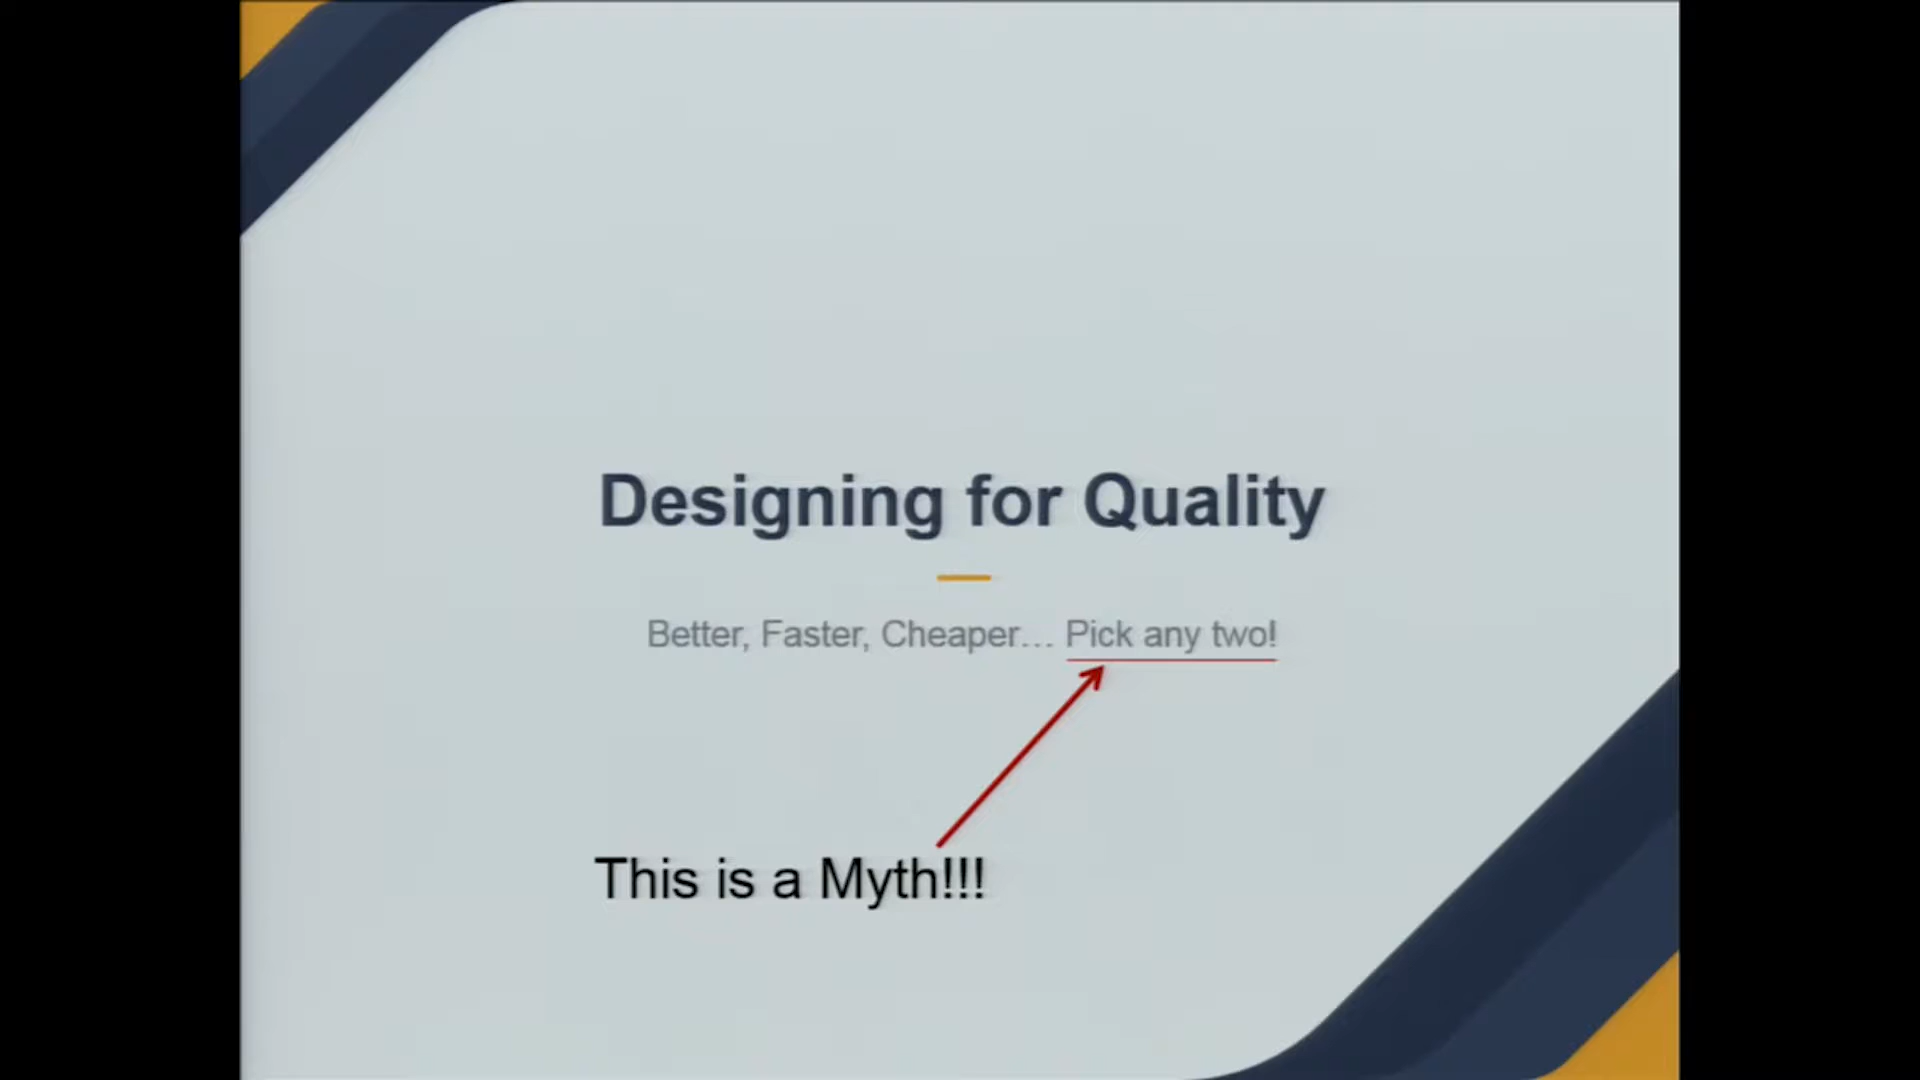 Designing for Quality
Better, Faster, Cheaper… Pick any two!
This is a Myth!!!